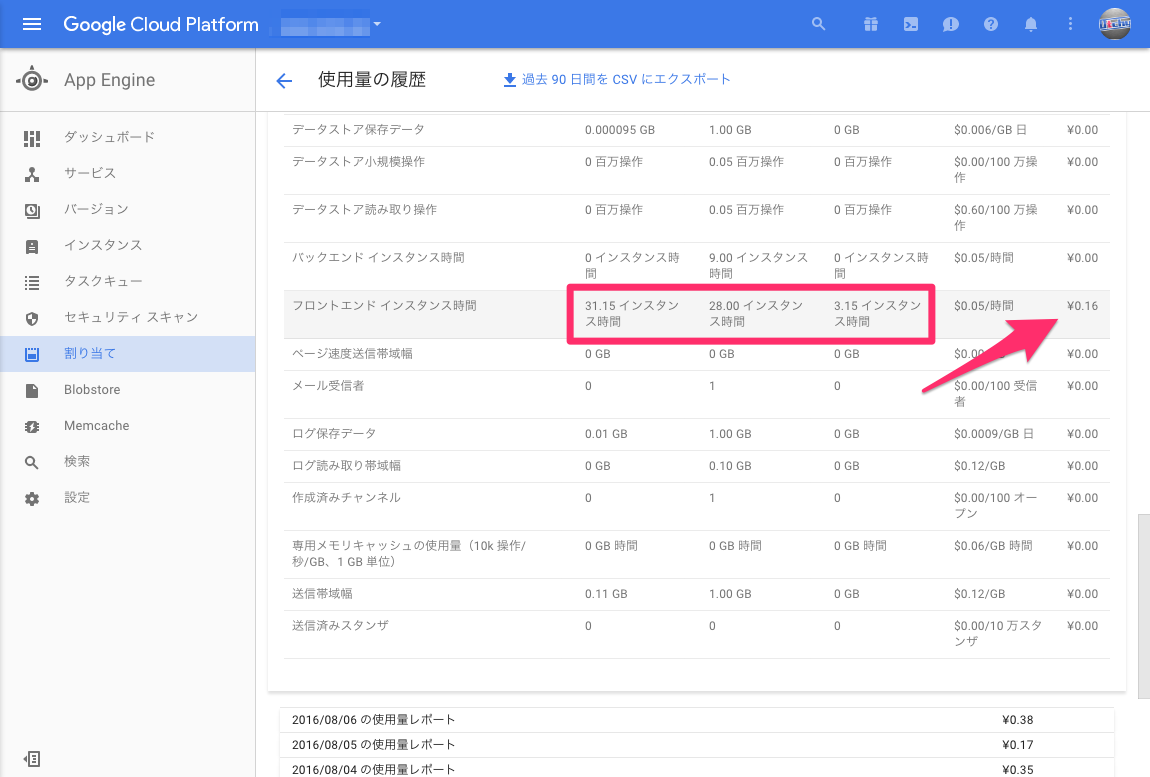 Google Cloud Platform
App Engine
使用量の履歴
過去 90 日間を CSV にエクスポート
ダッシュボード
サービス
バージョン
インスタンス
タスクキュー
セキュリティ スキャン
割り当て
Blobstore
Memcache
検索
設定
データストア保存データ 0.000095 GB 1.00 GB 0 GB $0.006/GB 日 ¥0.00
データストア小規模操作 0 百万操作 0.05 百万操作 0 百万操作 $0.00/100 万操 ¥0.00
作
データストア読み取り操作 0 百万操作 0.05 百万操作 0 百万操作 $0.60/100 万操 ¥0.00
作
バックエンド インスタンス時間 0 インスタンス時 9.00 インスタンス 0 インスタンス時 $0.05/時間 ¥0.00
間 時間 間
フロントエンド インスタンス時間 31.15 インスタン 28.00 インスタン 3.15 インスタン $0.05/時間 ¥0.16
ス時間 ス時間 ス時間
ページ速度送信帯域幅 0 GB 0 GB 0 GB ¥0.00
メール受信者 0 1 0 $0.00/100 受信 ¥0.00
者
ログ保存データ 0.01 GB 1.00 GB 0 GB $0.0009/GB 日 ¥0.00
ログ読み取り帯域幅 0 GB 0.10 GB 0 GB $0.12/GB ¥0.00
作成済みチャンネル 0 1 0 $0.00/100 オー ¥0.00
プン
専用メモリキャッシュの使用量（10k 操作/ 0 GB 時間 0 GB 時間 0 GB 時間 $0.06/GB 時間 ¥0.00
秒/GB、1 GB 単位）
送信帯域幅 0.11 GB 1.00 GB 0 GB $0.12/GB ¥0.00
送信済みスタンザ 0 0 0 $0.00/10 万スタ ¥0.00
ンザ
2016/08/06 の使用量レポート ¥0.38
2016/08/05 の使用量レポート ¥0.17
2016/08/04 の使用量レポート ¥0.35